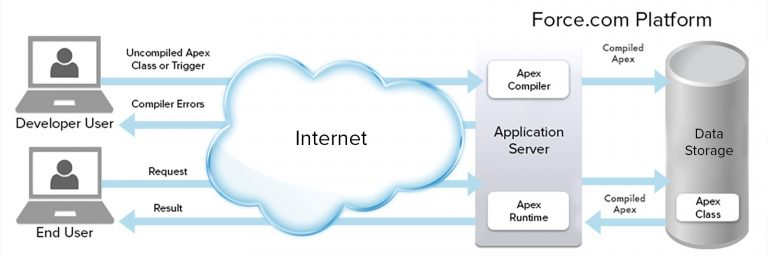 Force.com Platform
Uncompiled Apex
Class or Trigger
Compiled
Apex
Apex
Compiler
Compiler Errors
Developer User
Internet
Application
Server
Data
Storage
Request
Result
End User
Apex
Runtime
Compiled
Apex
Apex
Class